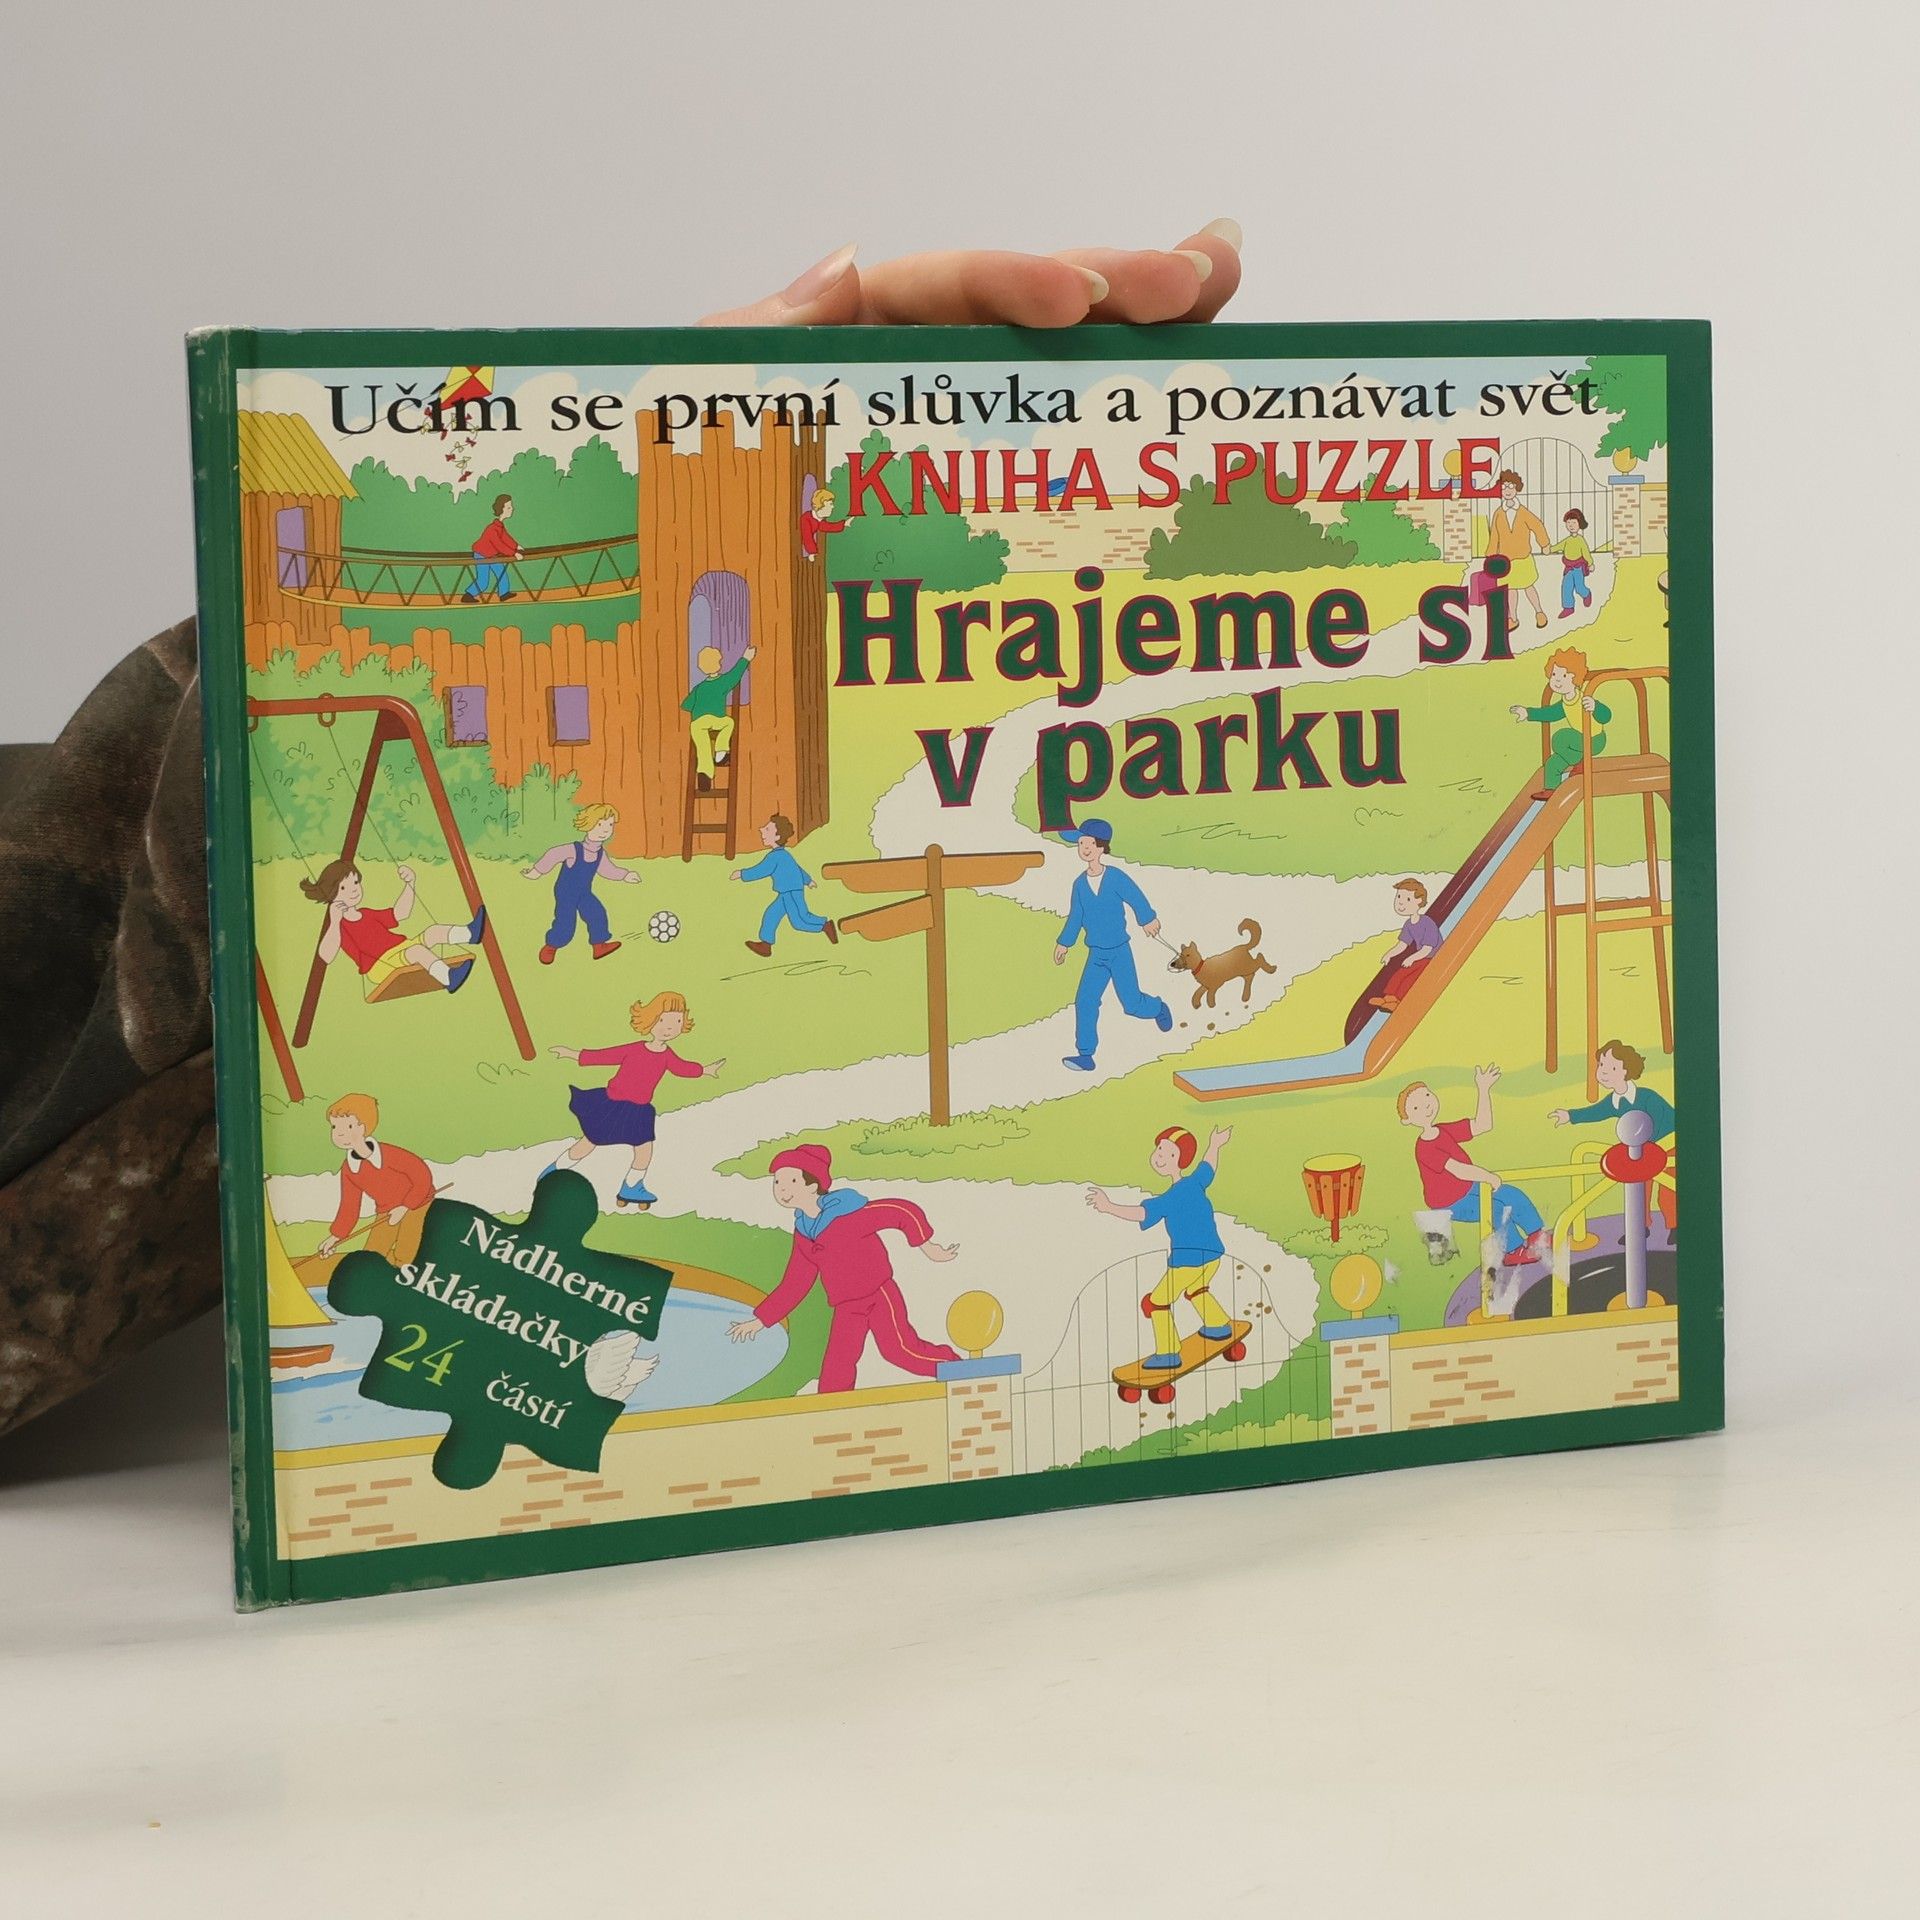 Učím se první slůvka a poznávat svět
KNIHA S PUZZLE
Hrajeme si
v parku
Nádherné
skládačky
24 částí